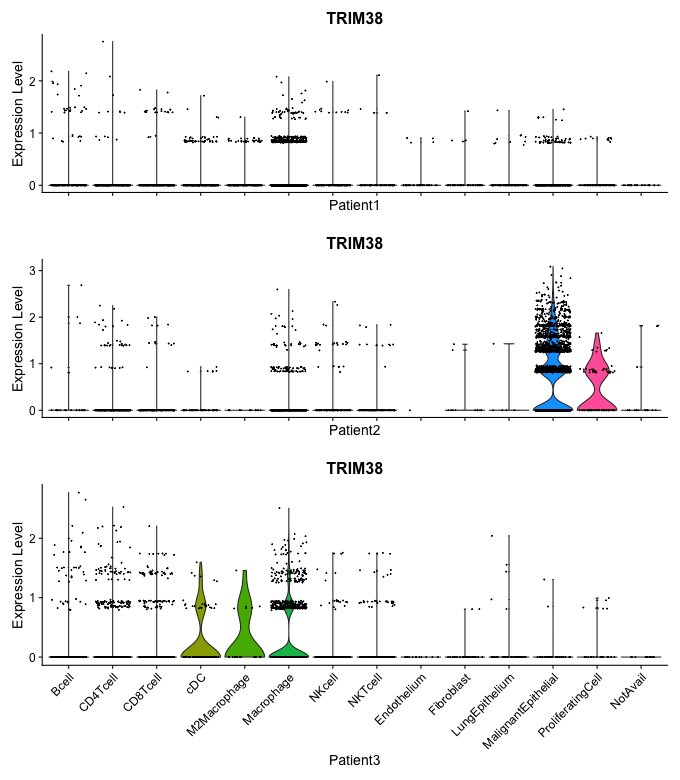 TRIM38
Expression Level
2
1
0
Patient1
TRIM38
Expression Level
3
2
1
0
Patient2
TRIM38
Expression Level
2
1
0
Bcell
CD4Tcell
CD8Tcell
cDC
M2Macrophage
Macrophage
NKcell
NKTcell
Endothelium
Fibroblast
LungEpithelium
MalignantEpithelial
ProliferatingCell
NotAvail
Patient3